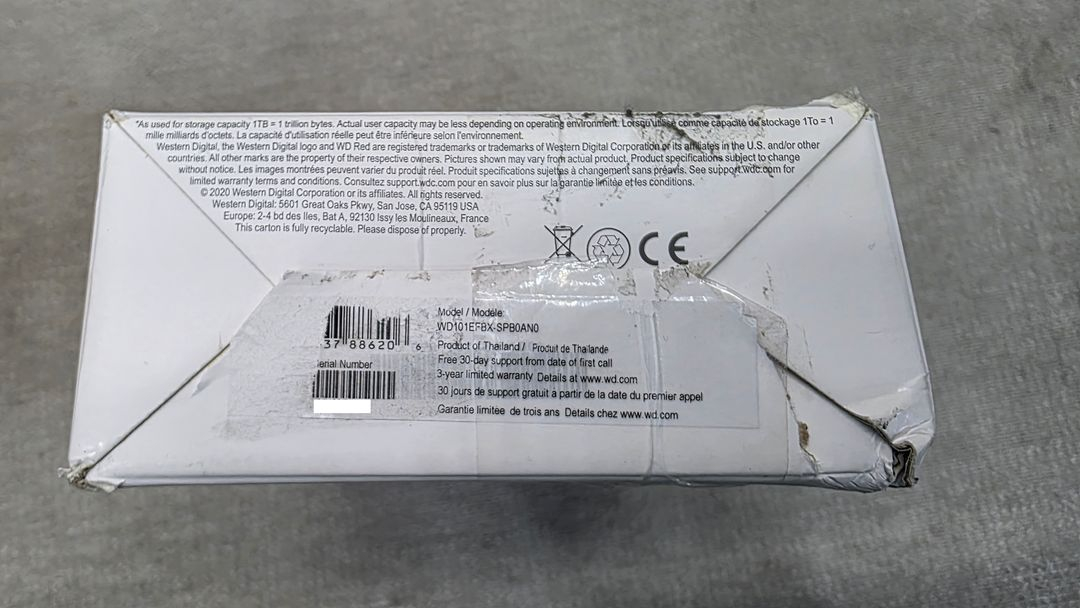 *As used for storage capacity 1TB = 1 trillion bytes. Actual user capacity may be less depending on operating environment. Lorsqu'utilisé comme capacité de stockage 1To = 1
mille milliards d'octets. La capacité d'utilisation réelle peut être inférieure selon l'environnement.
Western Digital, the Western Digital logo and WD Red are registered trademarks or trademarks of Western Digital Corporation or its affiliates in the U.S. and/or other
countries. All other marks are the property of their respective owners. Pictures shown may vary from actual product. Product specifications subject to change
without notice. Les images montrées peuvent varier du produit réel. Produit specifications sujettes à changement sans préavis. See support.wdc.com for
limited warranty terms and conditions. Consultez support.wdc.com pour en savoir plus sur la garantie limitée et les conditions.
© 2020 Western Digital Corporation or its affiliates. All rights reserved.
Western Digital: 5601 Great Oaks Pkwy, San Jose, CA 95119 USA
Europe: 2-4 bd des Iles, Bat A, 92130 Issy les Moulineaux, France
This carton is fully recyclable. Please dispose of properly.
CE
Model / Modèle:
WD101EFBX-SPB0AN0
37 88620 6
Product of Thailand / Produit de Thaïlande
Free 30-day support from date of first call
erial Number
3-year limited warranty Details at www.wd.com
30 jours de support gratuit à partir de la date du premier appel
Garantie limitée de trois ans Details chez www.wd.com